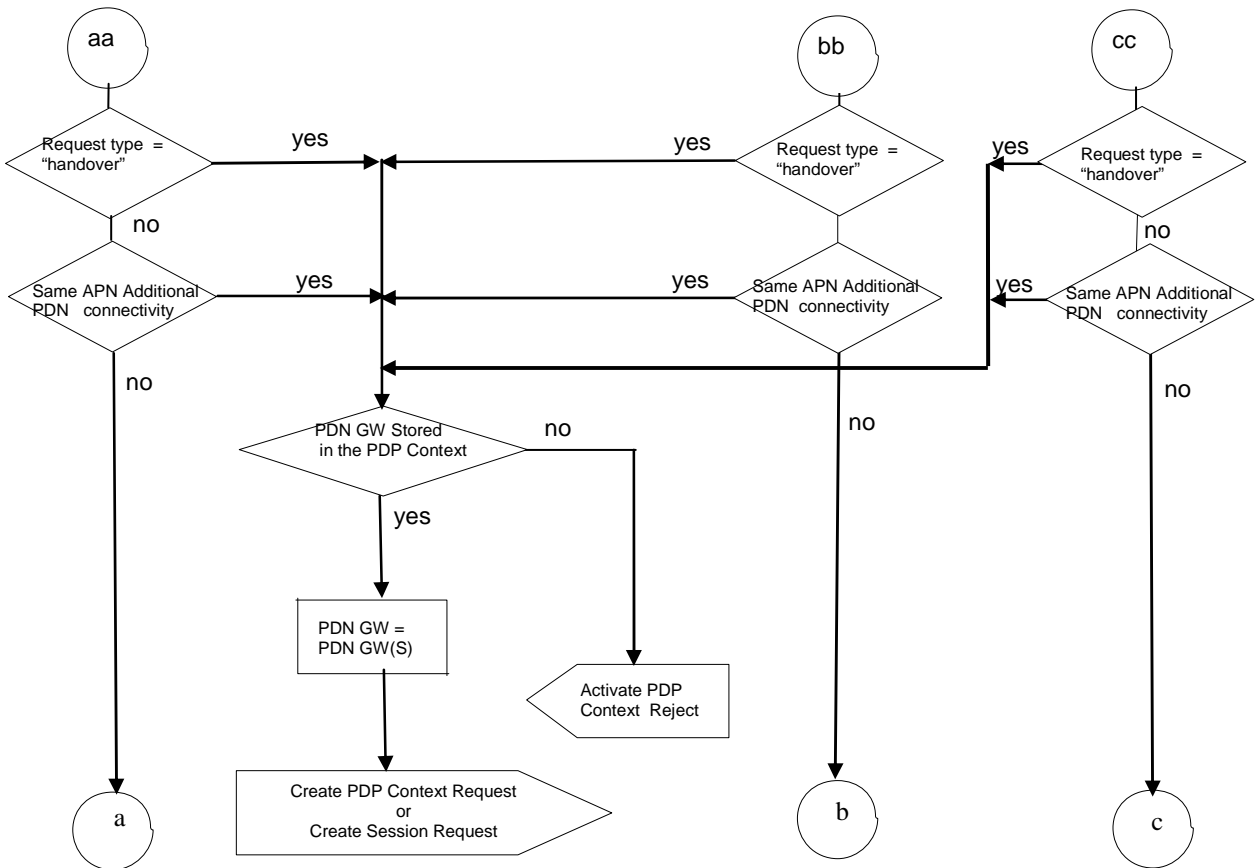 aa
bb
cc
Request type =
“handover”
yes
yes
Request type =
“handover”
yes
Request type =
“handover”
no
no
Same APN Additional
PDN connectivity
yes
yes
Same APN Additional
PDN connectivity
yes
Same APN Additional
PDN connectivity
no
no
no
PDN GW Stored
in the PDP Context
no
yes
PDN GW =
PDN GW(S)
Activate PDP
Context Reject
Create PDP Context Request
or
Create Session Request
a
b
c